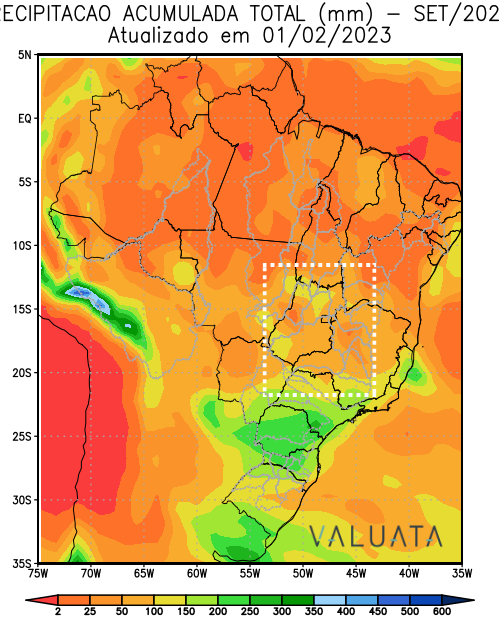 RECIPITACAO ACUMULADA TOTAL (mm) – SET/202
Atualizado em 01/02/2023
5N
EQ
5S
10S
15S
20S
25S
30S
35S
VALUATA
75W 70W 65W 60W 55W 50W 45W 40W 35W
2 25 50 100 150 200 250 300 350 400 450 500 600